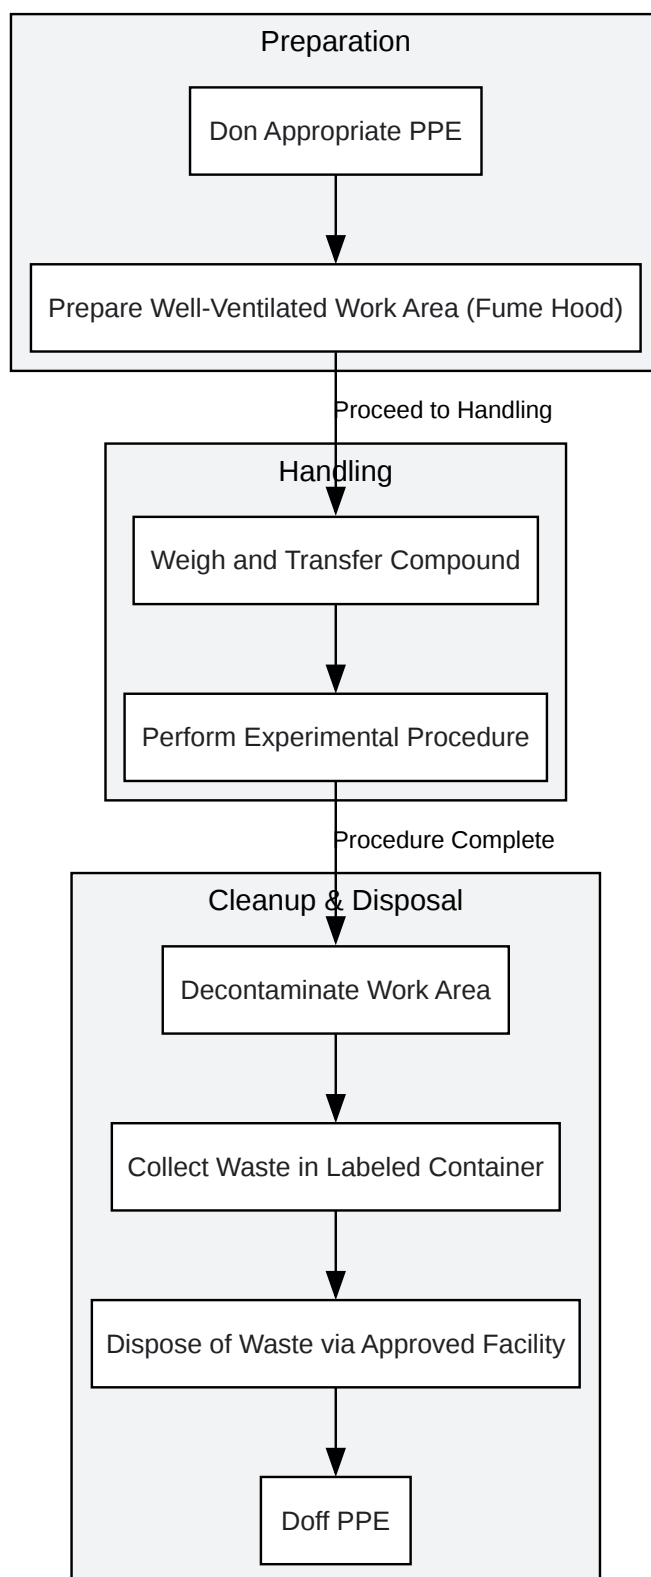 Preparation
Don Appropriate PPE
Prepare Well-Ventilated Work Area (Fume Hood)
Proceed to Handling
Handling
Weigh and Transfer Compound
Perform Experimental Procedure
Procedure Complete
Cleanup & Disposal
Decontaminate Work Area
Collect Waste in Labeled Container
Dispose of Waste via Approved Facility
Doff PPE